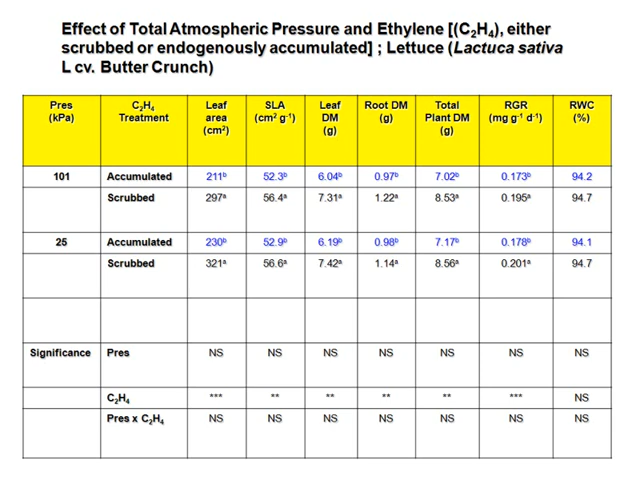 Effect of Total Atmospheric Pressure and Ethylene [(C₂H₄), either
scrubbed or endogenously accumulated] ; Lettuce (Lactuca sativa
L cv. Butter Crunch)
Pres (kPa) C₂H₄ Treatment Leaf area (cm²) SLA (cm² g⁻¹) Leaf DM (g) Root DM (g) Total Plant DM (g) RGR (mg g⁻¹ d⁻¹) RWC (%)
101 Accumulated 211ᵇ 52.3ᵇ 6.04ᵇ 0.97ᵇ 7.02ᵇ 0.173ᵇ 94.2
Scrubbed 297ᵃ 56.4ᵃ 7.31ᵃ 1.22ᵃ 8.53ᵃ 0.195ᵃ 94.7
25 Accumulated 230ᵇ 52.9ᵇ 6.19ᵇ 0.98ᵇ 7.17ᵇ 0.178ᵇ 94.1
Scrubbed 321ᵃ 56.6ᵃ 7.42ᵃ 1.14ᵃ 8.56ᵃ 0.201ᵃ 94.7
Significance Pres NS NS NS NS NS NS NS
C₂H₄ *** ** ** ** ** *** NS
Pres x C₂H₄ NS NS NS NS NS NS NS